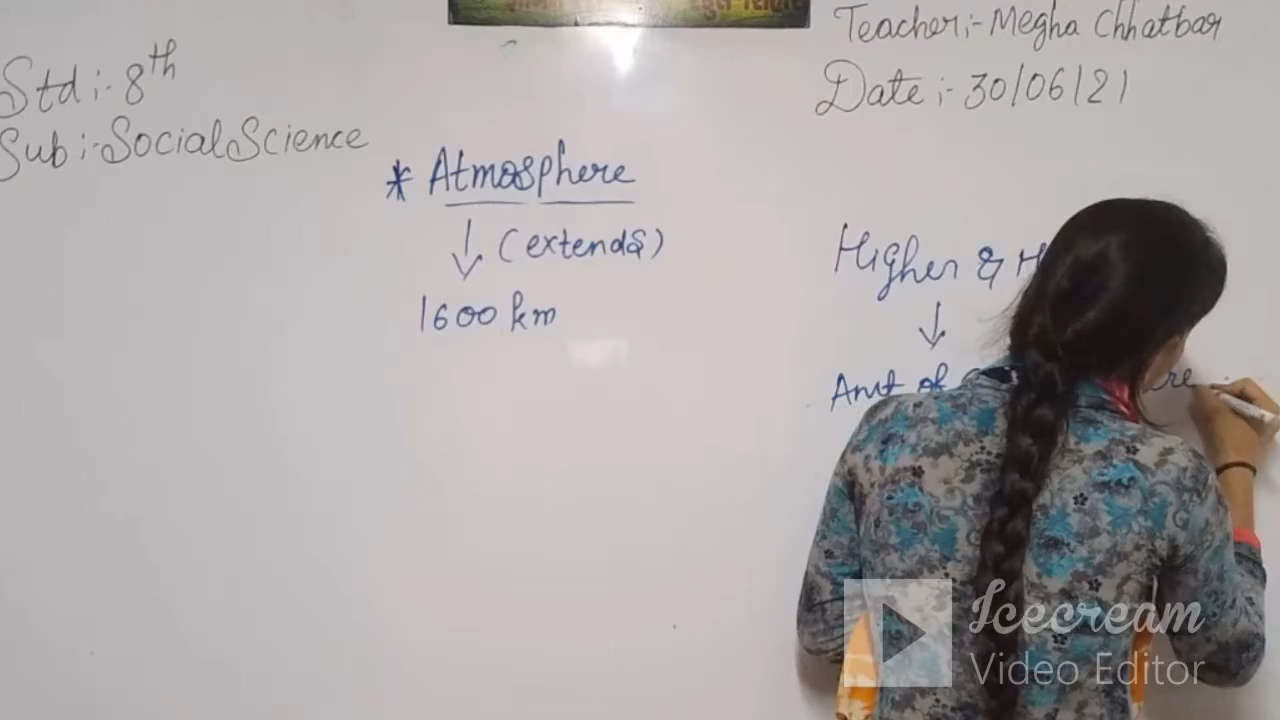 Teacher:- Megha Chhatbar
Std:- 8th
Date:- 30/06/21
Sub:- Social Science
* Atmosphere
(extends)
1600 km
Higher & H
Amt of
Icecream
Video Editor